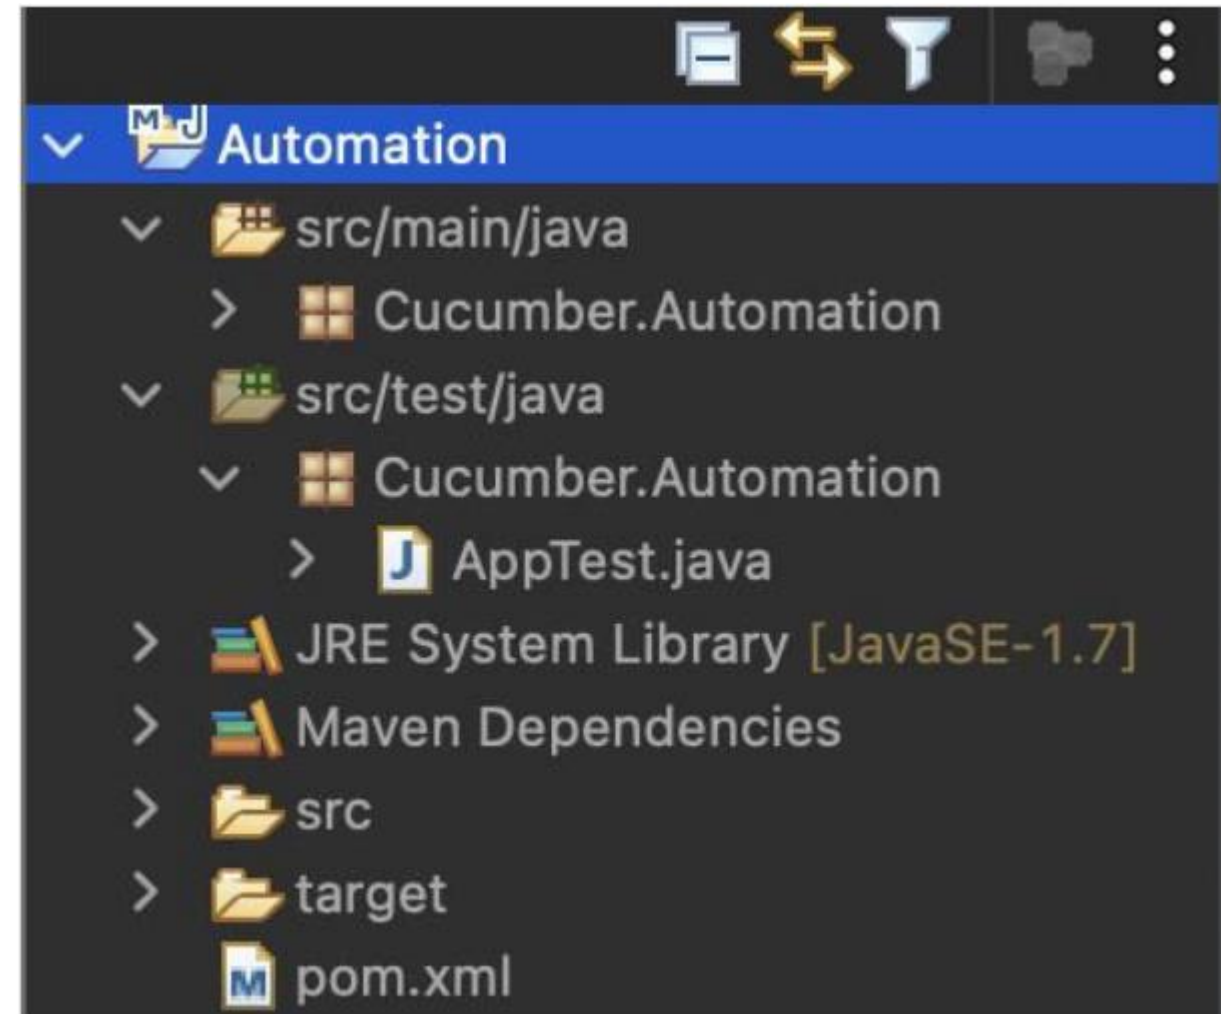 Automation
src/main/java
Cucumber.Automation
src/test/java
Cucumber.Automation
AppTest.java
JRE System Library [JavaSE-1.7]
Maven Dependencies
src
target
pom.xml